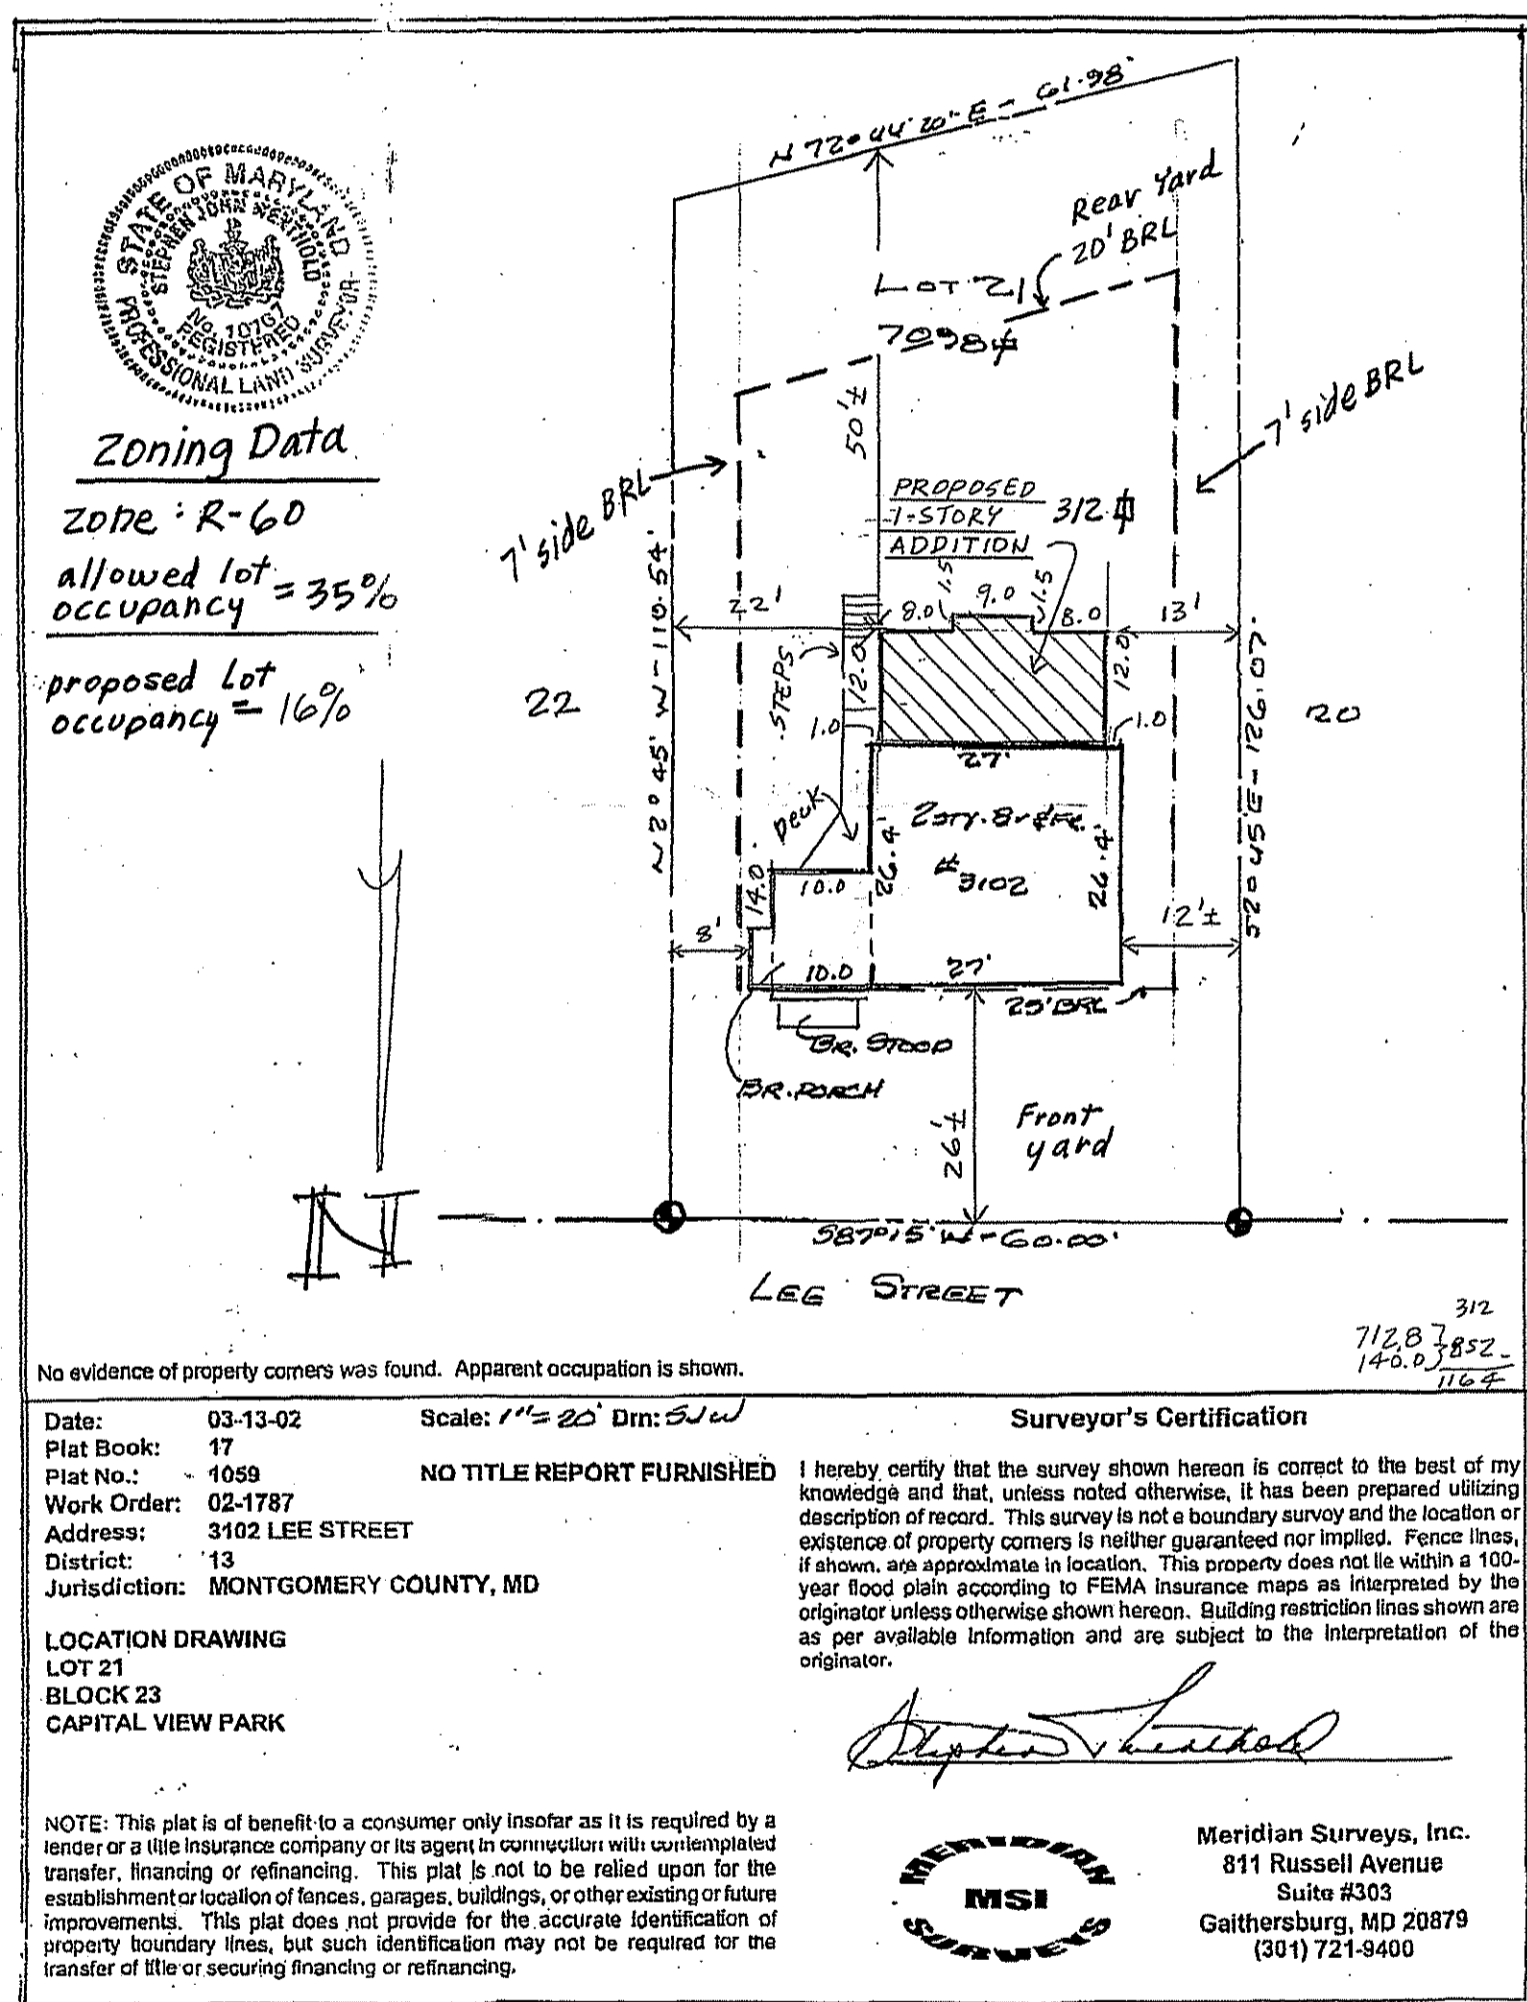 STATE OF MARYLAND
STEPHEN JOHN WERTHOLD
No. 10767
REGISTERED
PROFESSIONAL LAND SURVEYOR
Zoning Data
zone : R-60
allowed lot
occupancy = 35%
proposed Lot
occupancy = 16%
N 72° 44' 20" E - 61.98'
Rear Yard
20' BRL
LOT 21
7098
50'±
7' side BRL
7' side BRL
PROPOSED
1-STORY
ADDITION
312
N 2° 45' W - 110.54'
S 2° 45 E - 126.07'
22'
8.0
1.5
9.0
1.5
8.0
13'
STEPS
12.0
12.0
1.0
1.0
22
20
27'
Deck
2 STY. Br & Fr.
# 3102
26.4'
26.4'
14.0
10.0
8'
12'±
10.0
27'
25' BRL
BR. STOOP
BR. PORCH
26'±
Front
yard
N
S87°15' W - 60.00'
LEE STREET
312
712.8
140.0
852
1164
No evidence of property corners was found. Apparent occupation is shown.
Date: 03-13-02 Scale: 1"= 20' Drn: SJW
Plat Book: 17
Plat No.: 1059 NO TITLE REPORT FURNISHED
Work Order: 02-1787
Address: 3102 LEE STREET
District: 13
Jurisdiction: MONTGOMERY COUNTY, MD
LOCATION DRAWING
LOT 21
BLOCK 23
CAPITAL VIEW PARK
Surveyor's Certification
I hereby certify that the survey shown hereon is correct to the best of my
knowledge and that, unless noted otherwise, it has been prepared utilizing
description of record. This survey is not a boundary survey and the location or
existence of property corners is neither guaranteed nor implied. Fence lines,
if shown, are approximate in location. This property does not lie within a 100-
year flood plain according to FEMA insurance maps as interpreted by the
originator unless otherwise shown hereon. Building restriction lines shown are
as per available information and are subject to the interpretation of the
originator.
NOTE: This plat is of benefit to a consumer only insofar as it is required by a
lender or a title insurance company or its agent in connection with contemplated
transfer, financing or refinancing. This plat is not to be relied upon for the
establishment or location of fences, garages, buildings, or other existing or future
improvements. This plat does not provide for the accurate identification of
property boundary lines, but such identification may not be required for the
transfer of title or securing financing or refinancing.
MERIDIAN
MSI
SURVEYS
Meridian Surveys, Inc.
811 Russell Avenue
Suite #303
Gaithersburg, MD 20879
(301) 721-9400